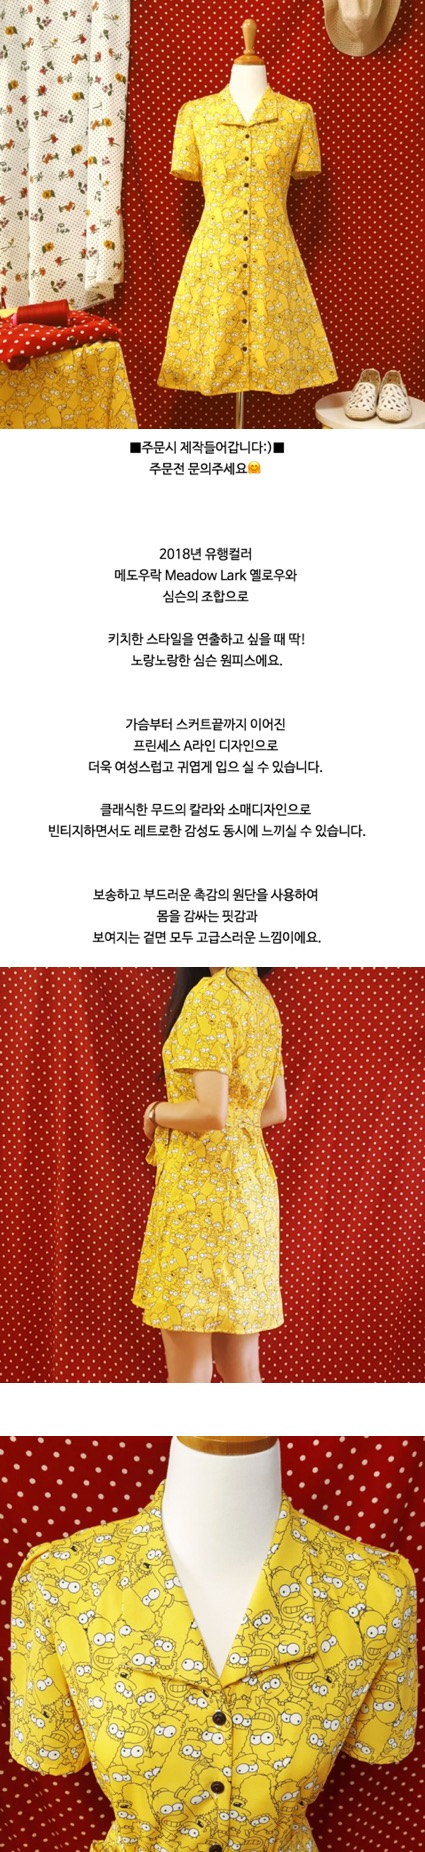 ■주문시 제작들어갑니다:)■
주문전 문의주세요🤗
2018년 유행컬러
메도우락 Meadow Lark 옐로우와
심슨의 조합으로
키치한 스타일을 연출하고 싶을 때 딱!
노랑노랑한 심슨 원피스에요.
가슴부터 스커트끝까지 이어진
프린세스 A라인 디자인으로
더욱 여성스럽고 귀엽게 입으 실 수 있습니다.
클래식한 무드의 칼라와 소매디자인으로
빈티지하면서도 레트로한 감성도 동시에 느끼실 수 있습니다.
보송하고 부드러운 촉감의 원단을 사용하여
몸을 감싸는 핏감과
보여지는 겉면 모두 고급스러운 느낌이에요.